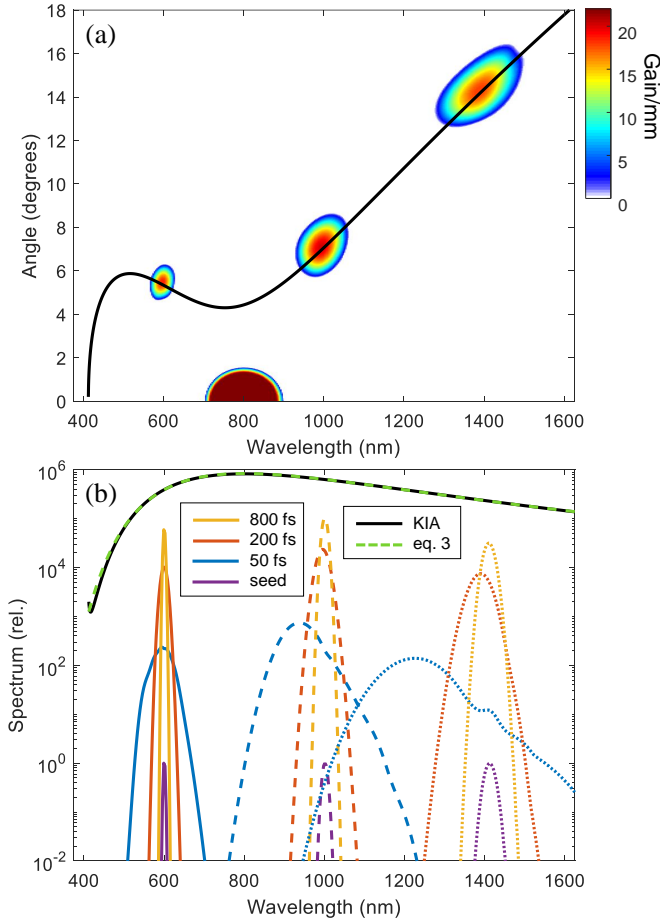 (a)
18
16
14
12
10
8
6
4
2
0
Angle (degrees)
400 600 800 1000 1200 1400 1600
Wavelength (nm)
20
15
10
5
0
Gain/mm
(b)
10^6
10^4
10^2
10^0
10^-2
Spectrum (rel.)
800 fs
200 fs
50 fs
seed
KIA
eq. 3
400 600 800 1000 1200 1400 1600
Wavelength (nm)